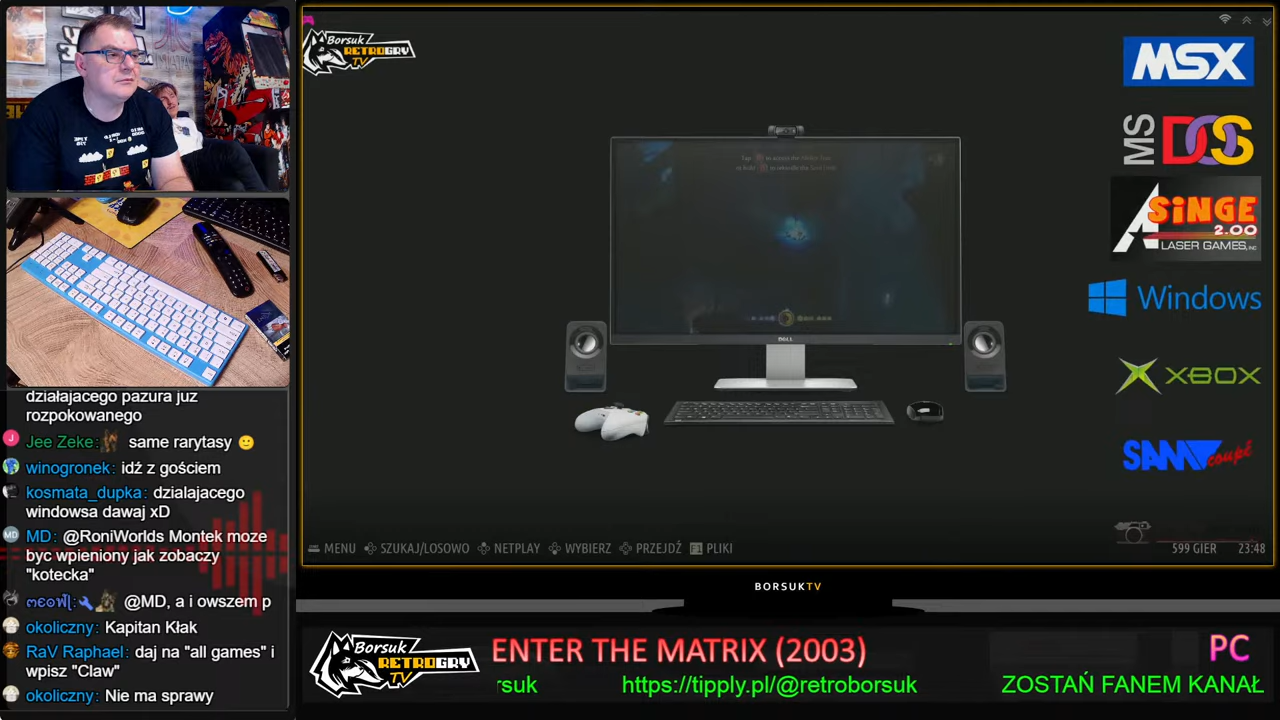 Borsuk
RETROGRY
TV
MSX
MS DOS
SINGE
2.00
LASER GAMES, INC
Windows
XBOX
SAM coupé
DELL
działającego pazura juz
rozpokowanego
Jee Zeke: same rarytasy
winogronek: idź z gościem
kosmata_dupka: dzialajacego
windowsa dawaj xD
MD: @RoniWorlds Montek moze
byc wpieniony jak zobaczy
"kotecka"
@MD, a i owszem p
okoliczny: Kapitan Kłak
RaV Raphael: daj na "all games" i
wpisz "Claw"
okoliczny: Nie ma sprawy
MENU SZUKAJ/LOSOWO NETPLAY WYBIERZ PRZEJDŹ F1 PLIKI
599 GIER 23:48
BORSUKTV
Borsuk
RETROGRY
TV
ENTER THE MATRIX (2003)
PC
rsuk https://tipply.pl/@retroborsuk ZOSTAŃ FANEM KANAŁ